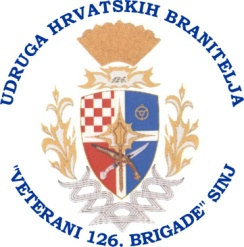 UDRUGA HRVATSKIH BRANITELJA
126.
"VETERANI 126. BRIGADE" SINJ